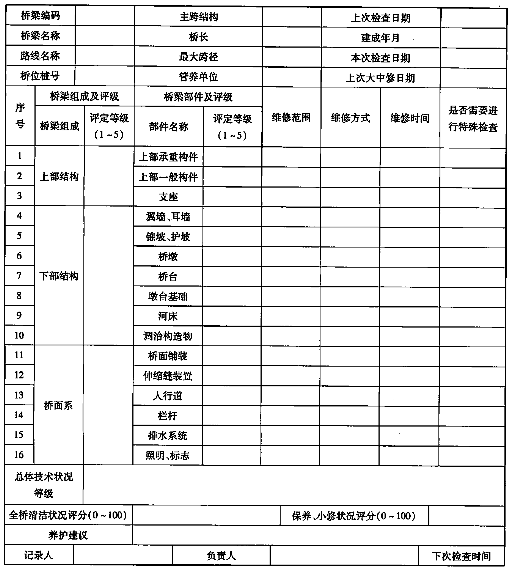 桥梁编码 主跨结构 上次检查日期
桥梁名称 桥长 建成年月
路线名称 最大跨径 本次检查日期
桥位桩号 管养单位 上次大中修日期
序号 桥梁组成及评级 桥梁部件及评级 维修范围 维修方式 维修时间 是否需要进行特殊检查
桥梁组成 评定等级(1~5) 部件名称 评定等级(1~5)
1 上部结构 上部承重构件
2 上部一般构件
3 支座
4 下部结构 翼墙、耳墙
5 锥坡、护坡
6 桥墩
7 桥台
8 墩台基础
9 河床
10 调治构造物
11 桥面系 桥面铺装
12 伸缩缝装置
13 人行道
14 栏杆
15 排水系统
16 照明、标志
总体技术状况等级
全桥清洁状况评分(0~100) 保养、小修状况评分(0~100)
养护建议
记录人 负责人 下次检查时间